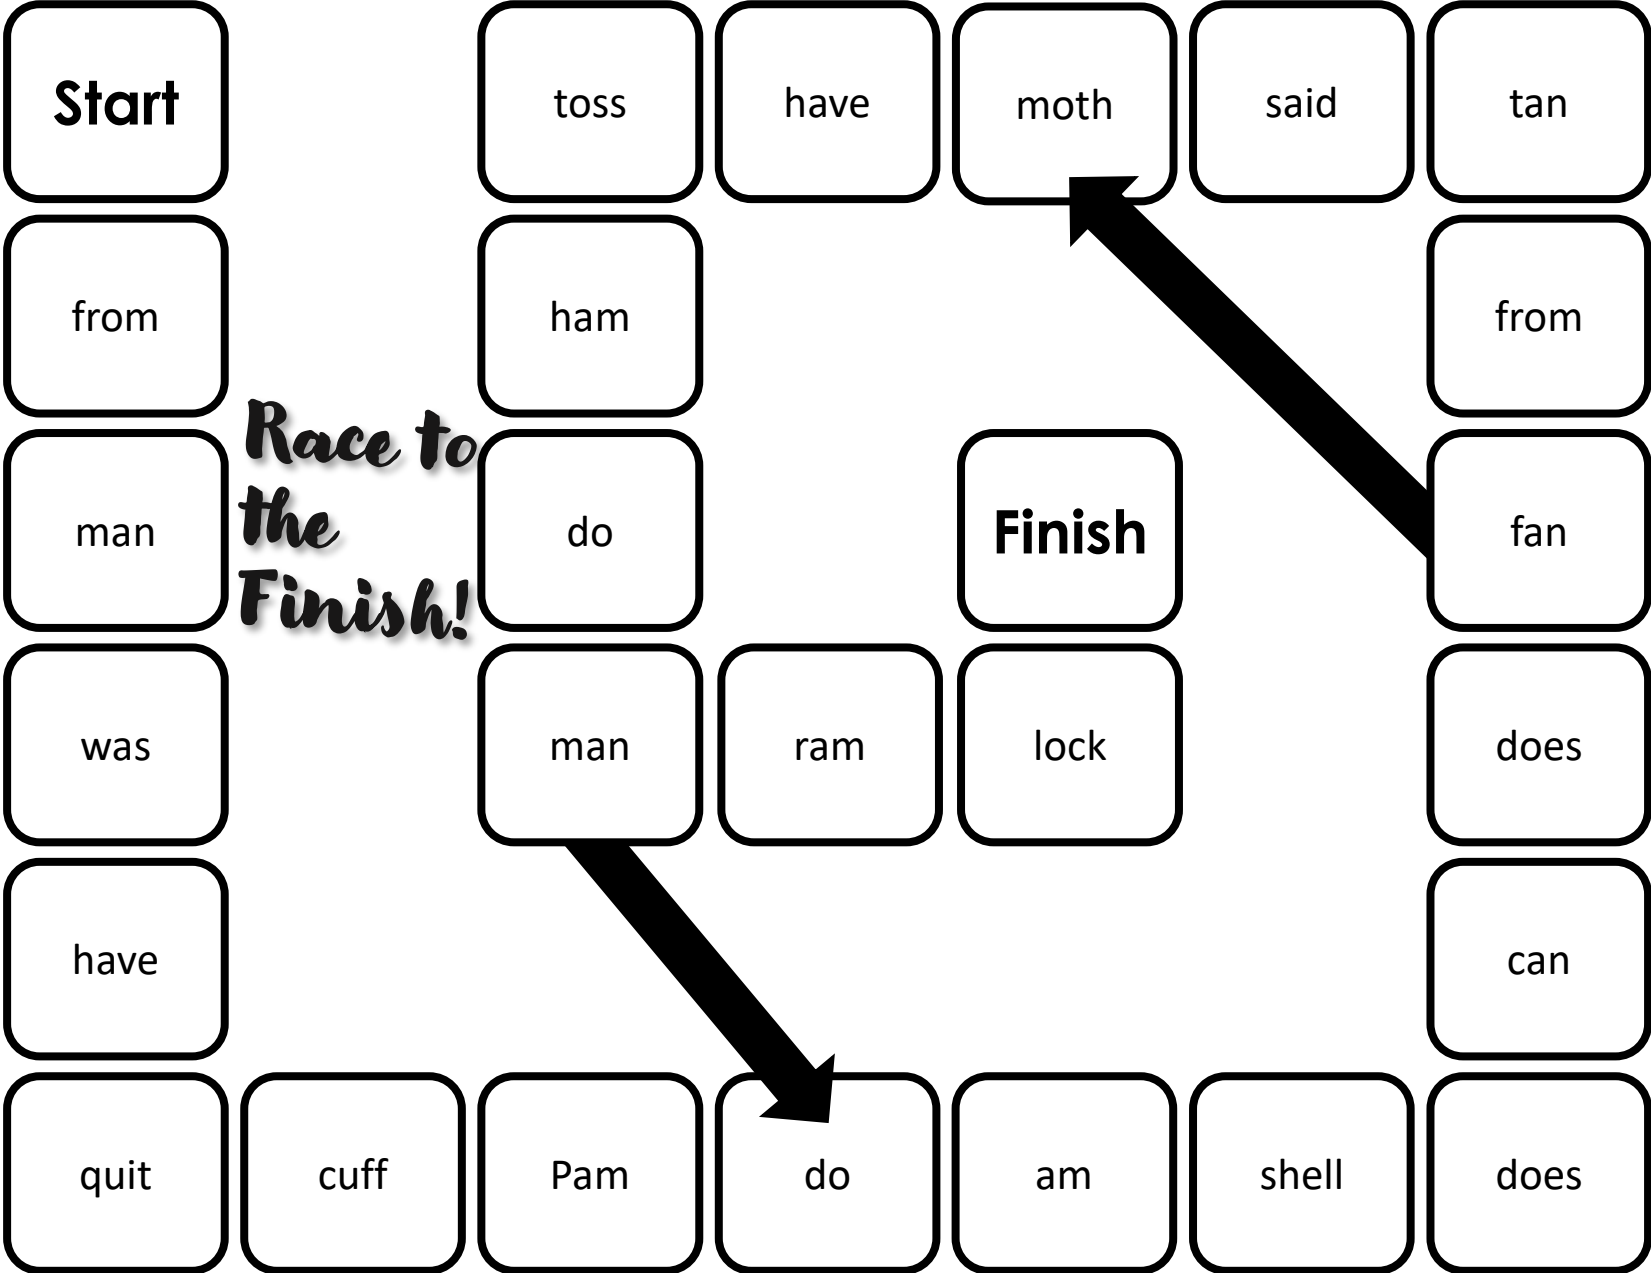 Start
toss
have
moth
said
tan
from
ham
from
Race to
the
Finish!
man
do
Finish
fan
was
man
ram
lock
does
have
can
quit
cuff
Pam
do
am
shell
does